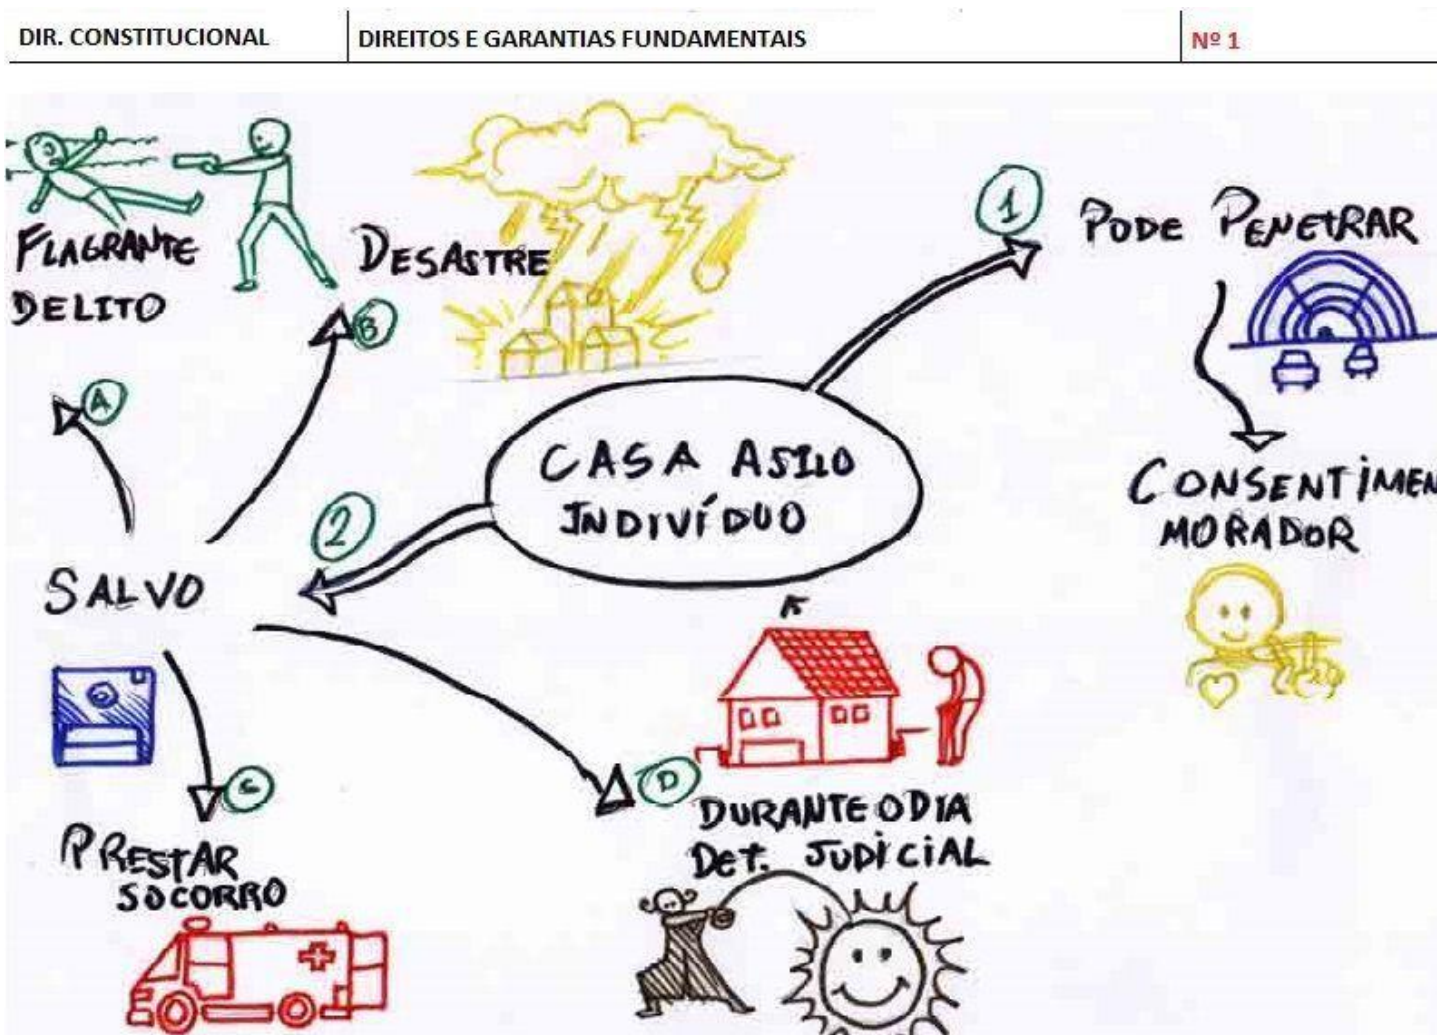 DIR. CONSTITUCIONAL
DIREITOS E GARANTIAS FUNDAMENTAIS
Nº 1
FLAGRANTE
DELITO
A
DESASTRE
B
CASA ASILO
INDIVÍDUO
1
PODE PENETRAR
CONSENTIMEN
MORADOR
2
SALVO
C
PRESTAR
SOCORRO
D
DURANTE O DIA
DET. JUDICIAL